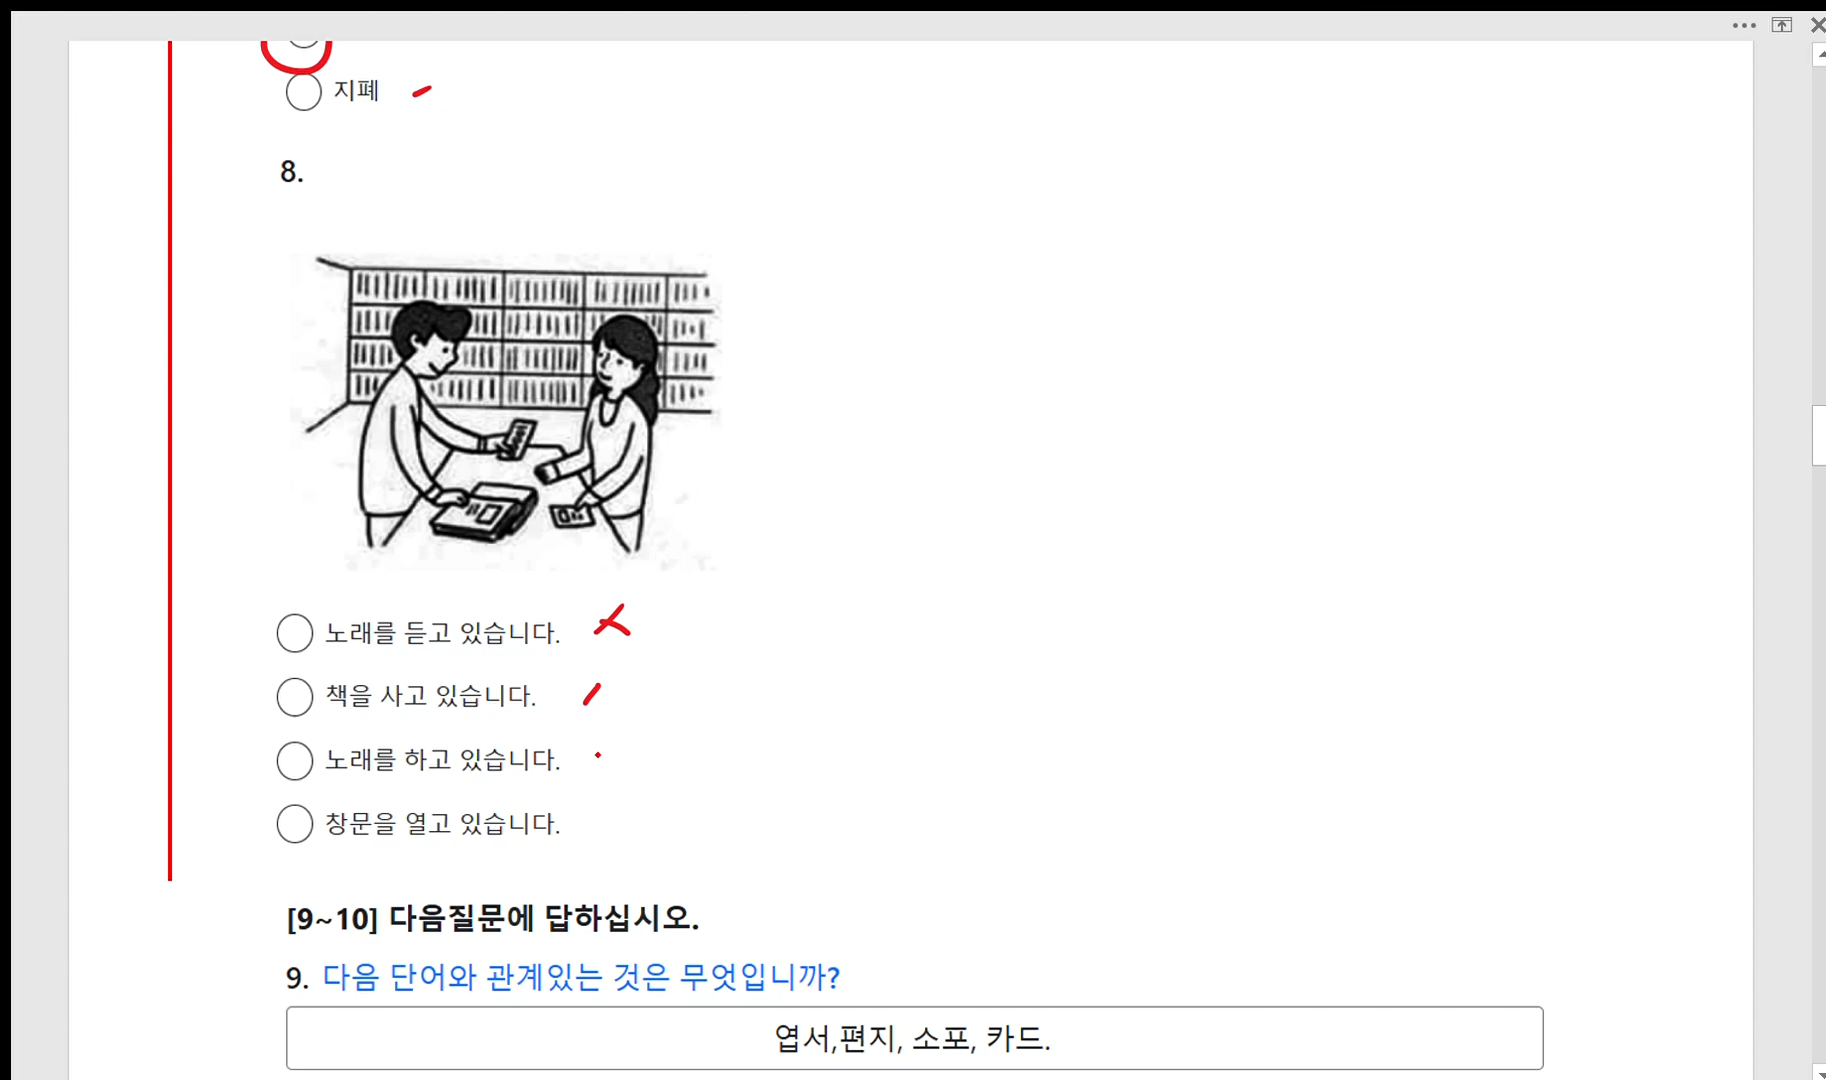 지폐
8.
노래를 듣고 있습니다.
책을 사고 있습니다.
노래를 하고 있습니다.
창문을 열고 있습니다.
[9~10] 다음질문에 답하십시오.
9. 다음 단어와 관계있는 것은 무엇입니까?
엽서,편지, 소포, 카드.